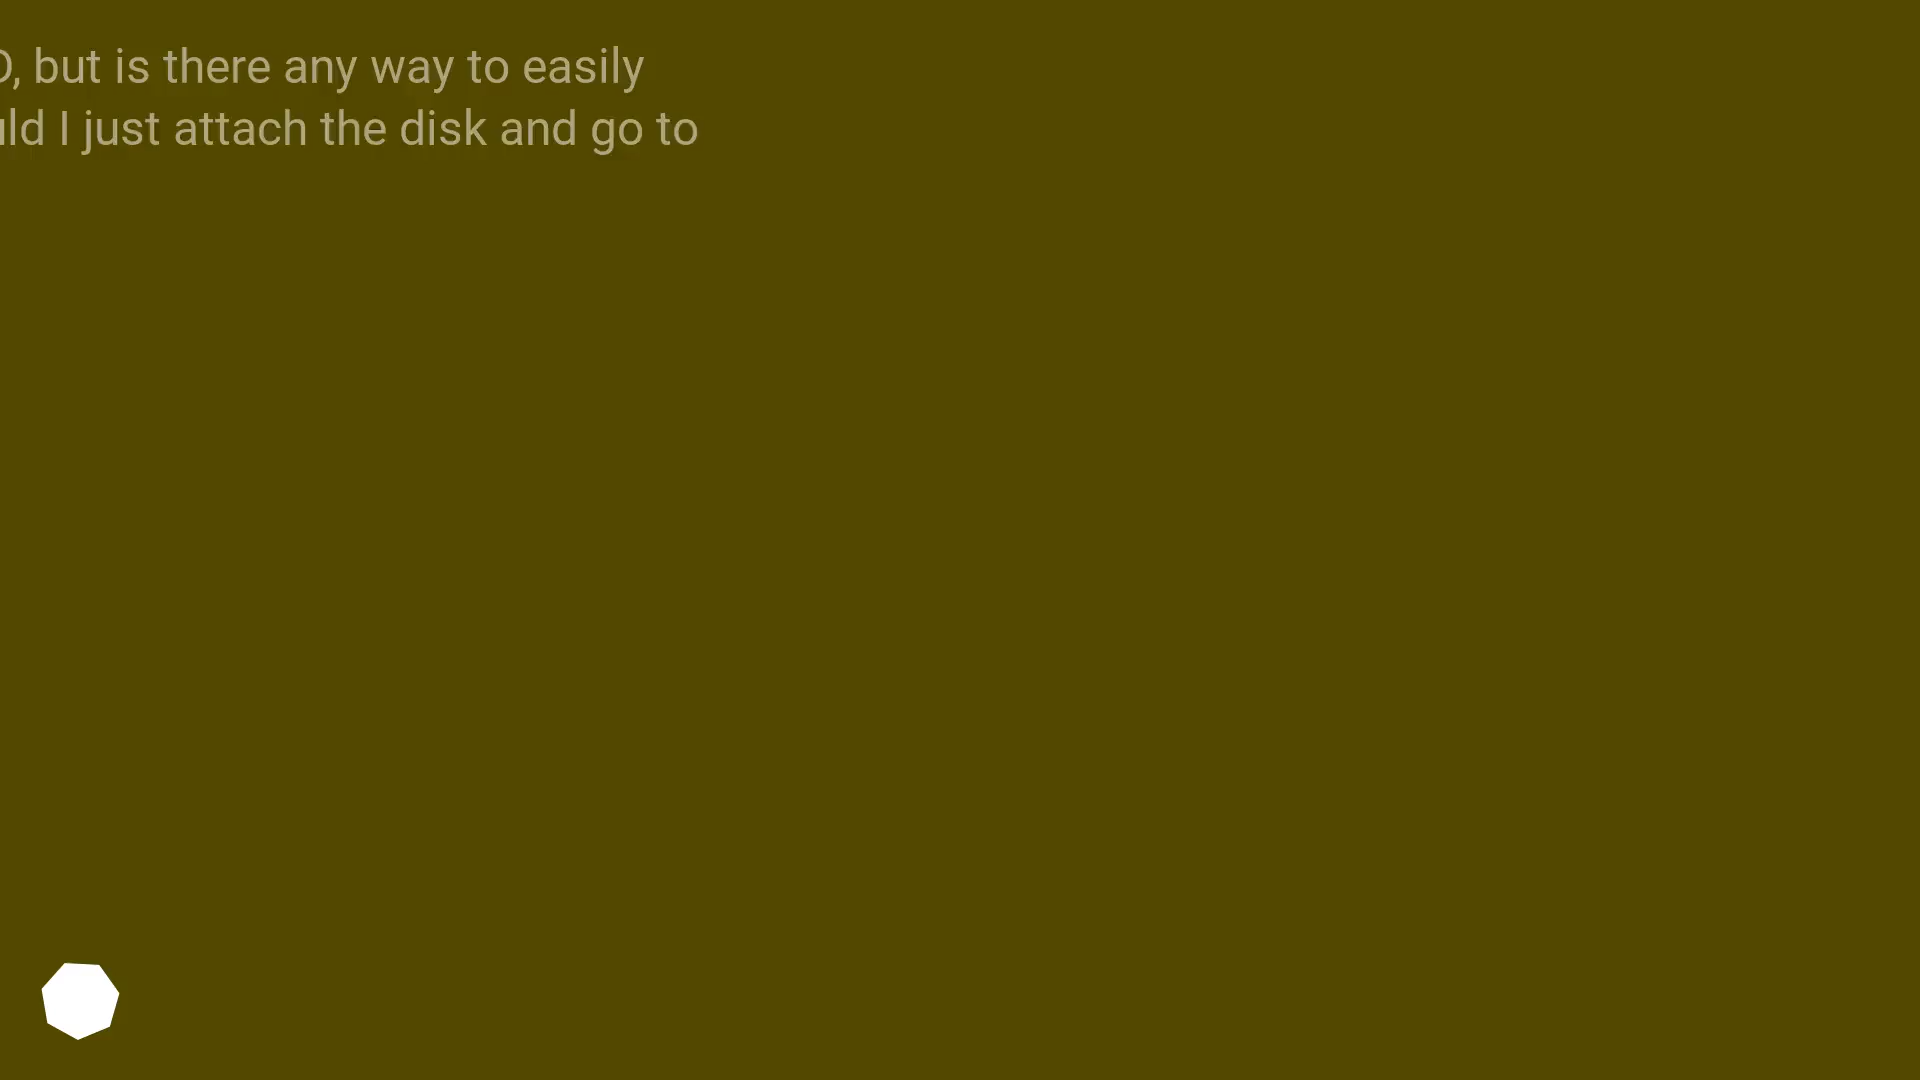 but is there any way to easily
I just attach the disk and go to